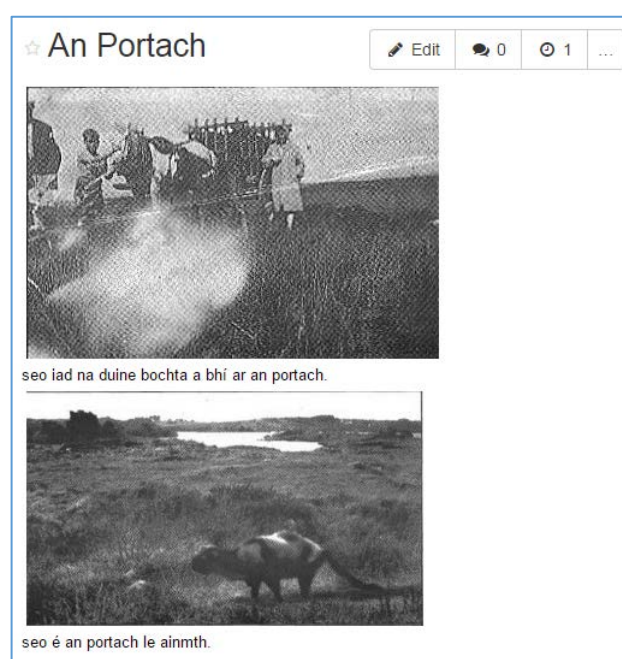 An Portach
Edit 0 1 ...
seo iad na duine bochta a bhí ar an portach.
seo é an portach le ainmth.